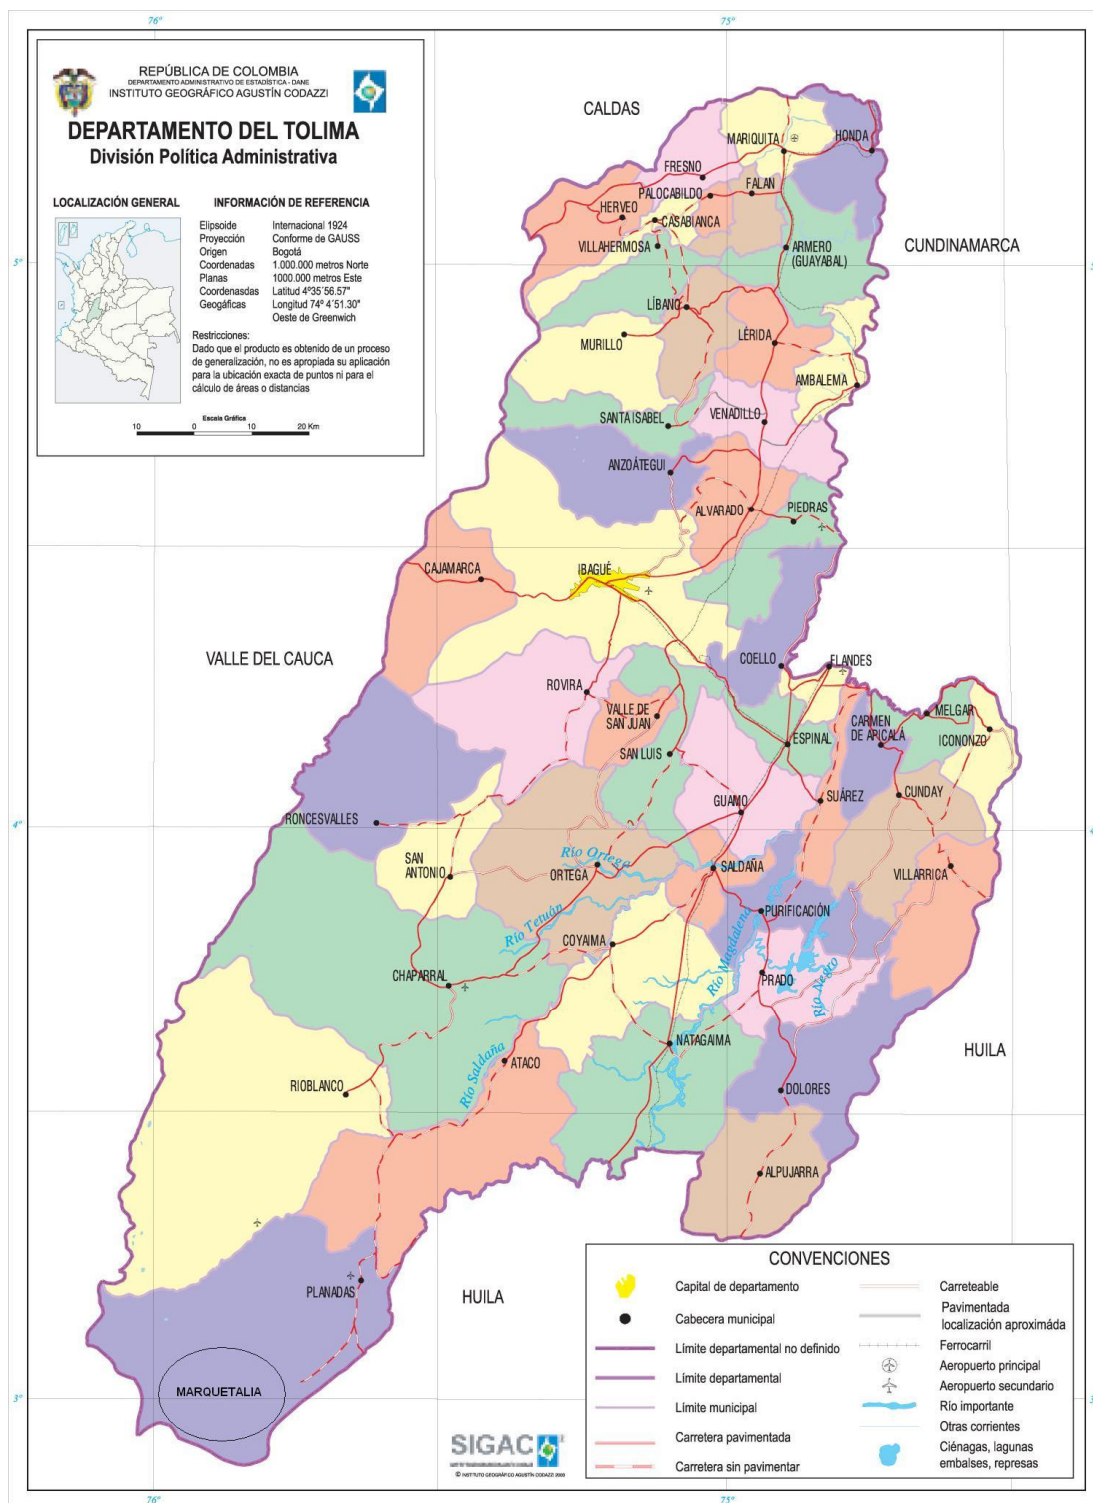 76°
75°
REPÚBLICA DE COLOMBIA
DEPARTAMENTO ADMINISTRATIVO DE ESTADÍSTICA - DANE
INSTITUTO GEOGRÁFICO AGUSTÍN CODAZZI
DEPARTAMENTO DEL TOLIMA
División Política Administrativa
LOCALIZACIÓN GENERAL
INFORMACIÓN DE REFERENCIA
Elipsoide Internacional 1924
Proyección Conforme de GAUSS
Origen Bogotá
Coordenadas 1.000.000 metros Norte
Planas 1000.000 metros Este
Coordenasdas Latitud 4°35´56.57"
Geogáficas Longitud 74° 4´51.30"
Oeste de Greenwich
Restricciones:
Dado que el producto es obtenido de un proceso
de generalización, no es apropiada su aplicación
para la ubicación exacta de puntos ni para el
cálculo de áreas o distancias
Escala Gráfica
10 0 10 20 Km
CALDAS
MARIQUITA
HONDA
FRESNO
PALOCABILDO
FALAN
HERVEO
CASABIANCA
VILLAHERMOSA
ARMERO
(GUAYABAL)
CUNDINAMARCA
5°
LÍBANO
MURILLO
LÉRIDA
AMBALEMA
SANTA ISABEL
VENADILLO
ANZOÁTEGUI
ALVARADO
PIEDRAS
CAJAMARCA
IBAGUÉ
VALLE DEL CAUCA
COELLO
FLANDES
ROVIRA
VALLE DE
SAN JUAN
CARMEN
DE APICALÁ
MELGAR
ICONONZO
SAN LUIS
ESPINAL
GUAMO
SUÁREZ
CUNDAY
RONCESVALLES
4°
SAN
ANTONIO
ORTEGA
Río Ortega
SALDAÑA
VILLARRICA
PURIFICACIÓN
Río Tetuán
COYAIMA
Río Magdalena
CHAPARRAL
PRADO
Río Negro
NATAGAIMA
HUILA
Río Saldaña
ATACO
RIOBLANCO
DOLORES
ALPUJARRA
PLANADAS
HUILA
MARQUETALIA
3°
CONVENCIONES
Capital de departamento
Cabecera municipal
Límite departamental no definido
Límite departamental
Límite municipal
Carretera pavimentada
Carretera sin pavimentar
Carreteable
Pavimentada
localización aproximáda
Ferrocarril
Aeropuerto principal
Aeropuerto secundario
Río importante
Otras corrientes
Ciénagas, lagunas
embalses, represas
SIGAC
© INSTITUTO GEOGRÁFICO AGUSTÍN CODAZZI
76°
75°